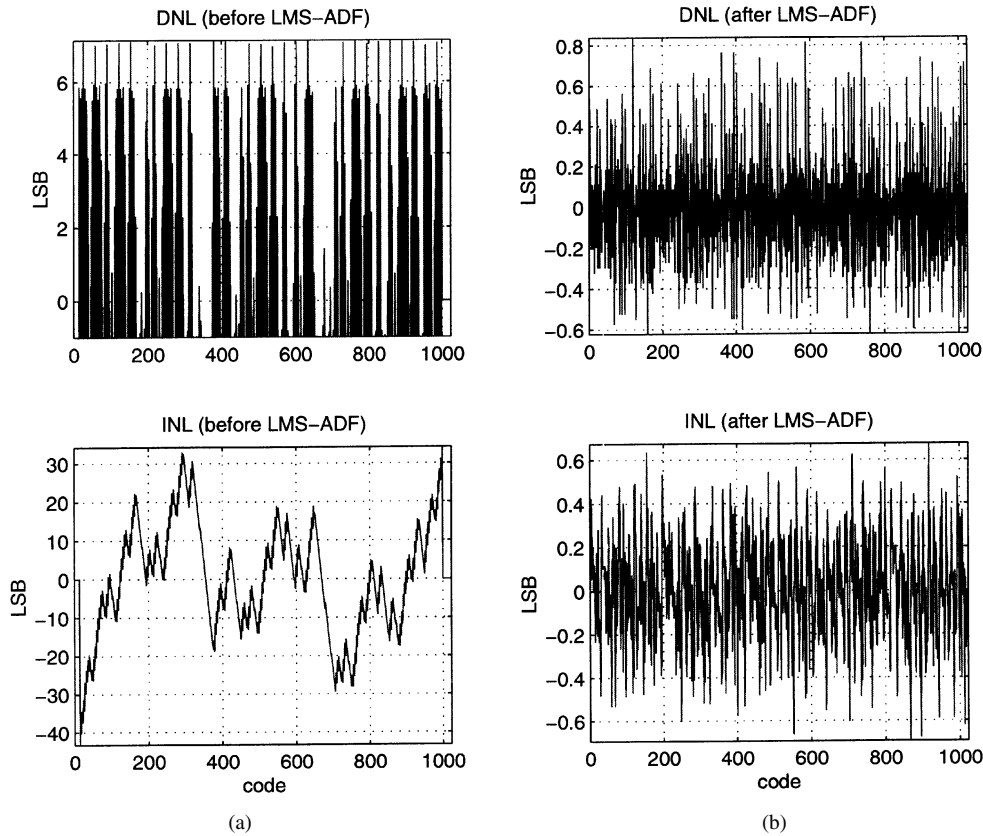 DNL (before LMS-ADF)
6
4
2
0
LSB
0 200 400 600 800 1000
DNL (after LMS-ADF)
0.8
0.6
0.4
0.2
0
-0.2
-0.4
-0.6
LSB
0 200 400 600 800 1000
INL (before LMS-ADF)
30
20
10
0
-10
-20
-30
-40
LSB
0 200 400 600 800 1000
code
(a)
INL (after LMS-ADF)
0.6
0.4
0.2
0
-0.2
-0.4
-0.6
LSB
0 200 400 600 800 1000
code
(b)